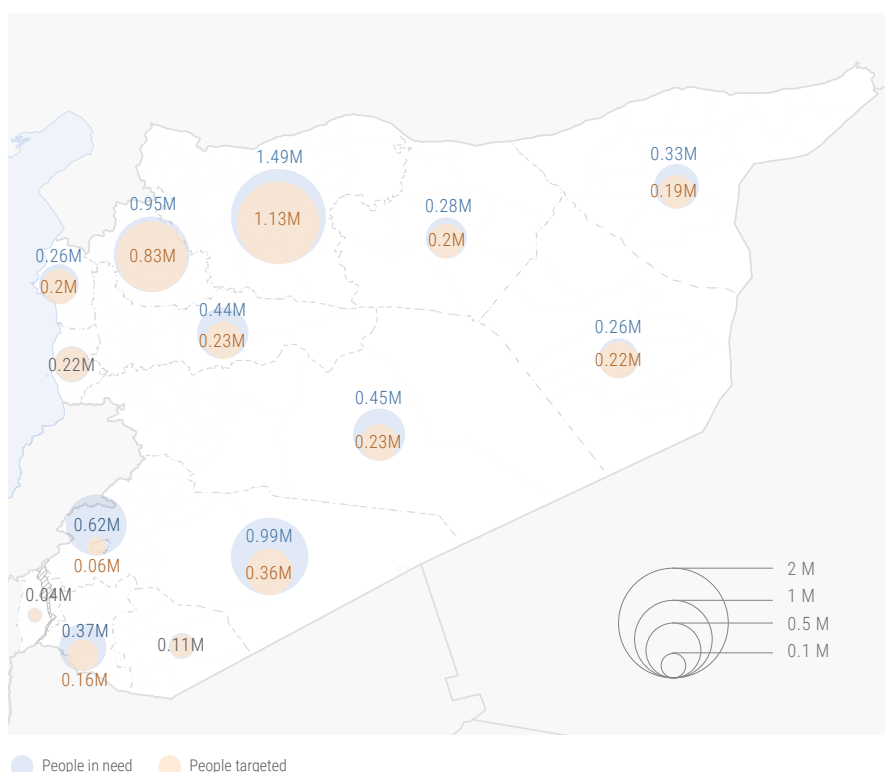 0.33M
1.49M
0.19M
0.95M
0.28M
1.13M
0.2M
0.83M
0.26M
0.2M
0.44M
0.26M
0.23M
0.22M
0.22M
0.45M
0.23M
0.62M
0.99M
0.06M
0.36M
2 M
1 M
0.04M
0.5 M
0.37M
0.11M
0.1 M
0.16M
People in need
People targeted